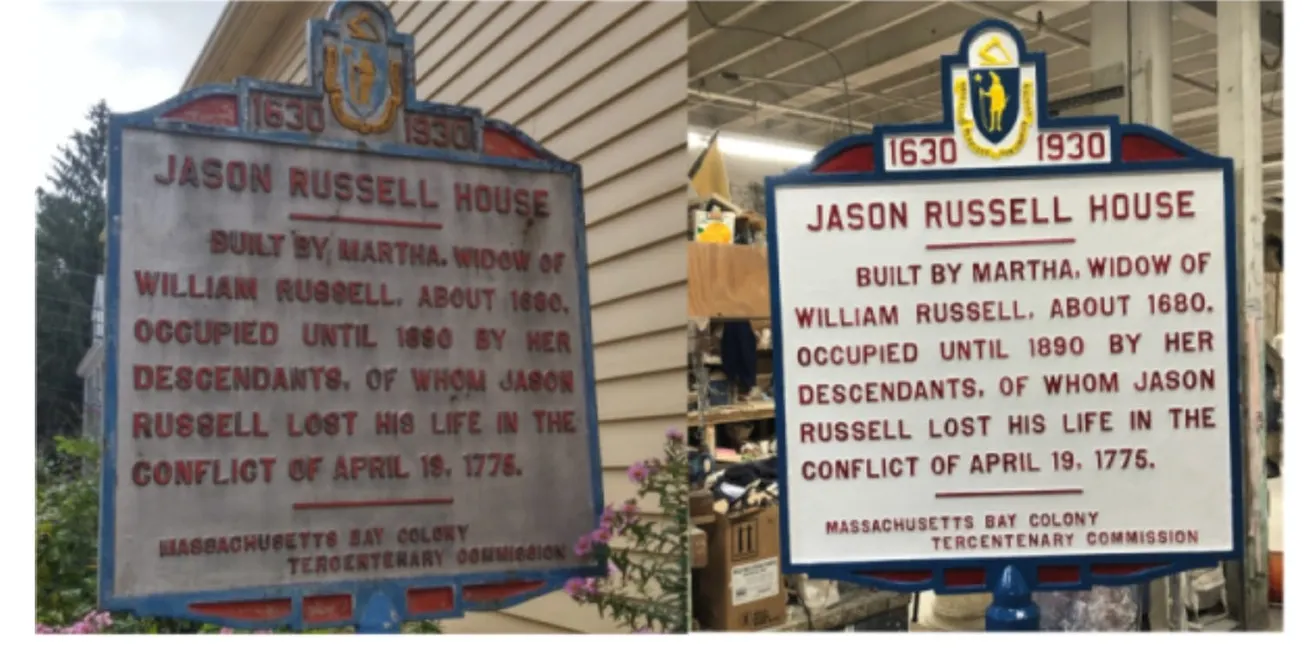 1630 1930
JASON RUSSELL HOUSE
BUILT BY MARTHA, WIDOW OF
WILLIAM RUSSELL, ABOUT 1680.
OCCUPIED UNTIL 1890 BY HER
DESCENDANTS, OF WHOM JASON
RUSSELL LOST HIS LIFE IN THE
CONFLICT OF APRIL 19, 1775.
MASSACHUSETTS BAY COLONY
TERCENTENARY COMMISSION
1630 1930
JASON RUSSELL HOUSE
BUILT BY MARTHA, WIDOW OF
WILLIAM RUSSELL, ABOUT 1680.
OCCUPIED UNTIL 1890 BY HER
DESCENDANTS, OF WHOM JASON
RUSSELL LOST HIS LIFE IN THE
CONFLICT OF APRIL 19, 1775.
MASSACHUSETTS BAY COLONY
TERCENTENARY COMMISSION